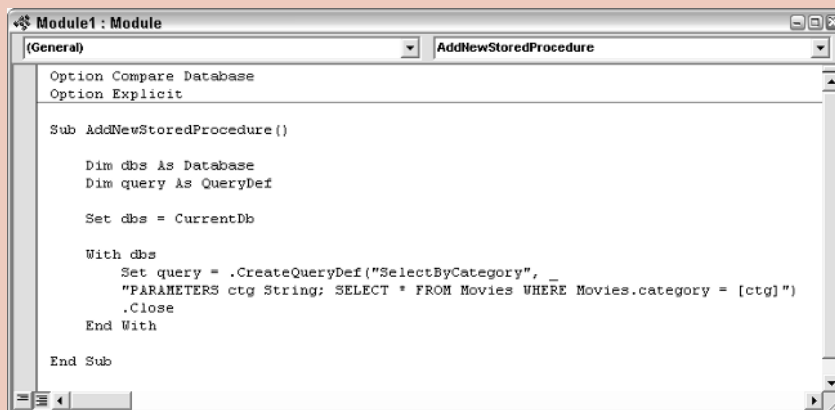 Module1 : Module
(General) AddNewStoredProcedure
Option Compare Database
Option Explicit
Sub AddNewStoredProcedure()
Dim dbs As Database
Dim query As QueryDef
Set dbs = CurrentDb
With dbs
Set query = .CreateQueryDef("SelectByCategory", _
"PARAMETERS ctg String; SELECT * FROM Movies WHERE Movies.category = [ctg]")
.Close
End With
End Sub